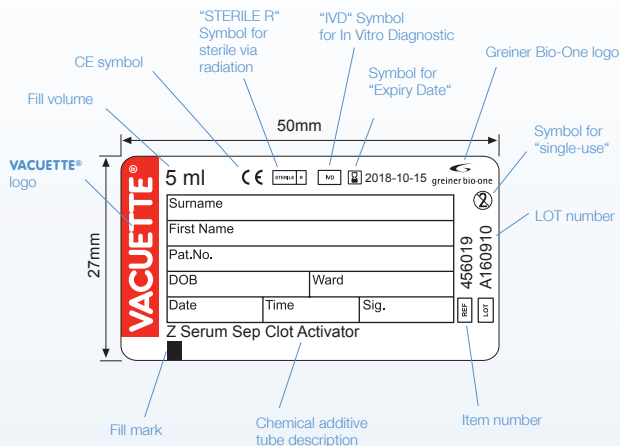 "STERILE R"
Symbol for
sterile via
radiation
"IVD" Symbol
for In Vitro Diagnostic
Greiner Bio-One logo
CE symbol
Symbol for
"Expiry Date"
Fill volume
Symbol for
"single-use"
50mm
VACUETTE®
logo
27mm
VACUETTE®
5 ml
CE
STERILE R
IVD
2018-10-15
greiner bio-one
2
Surname
First Name
Pat.No.
DOB Ward
Date Time Sig.
Z Serum Sep Clot Activator
REF 456019
LOT A160910
LOT number
Fill mark
Chemical additive
tube description
Item number